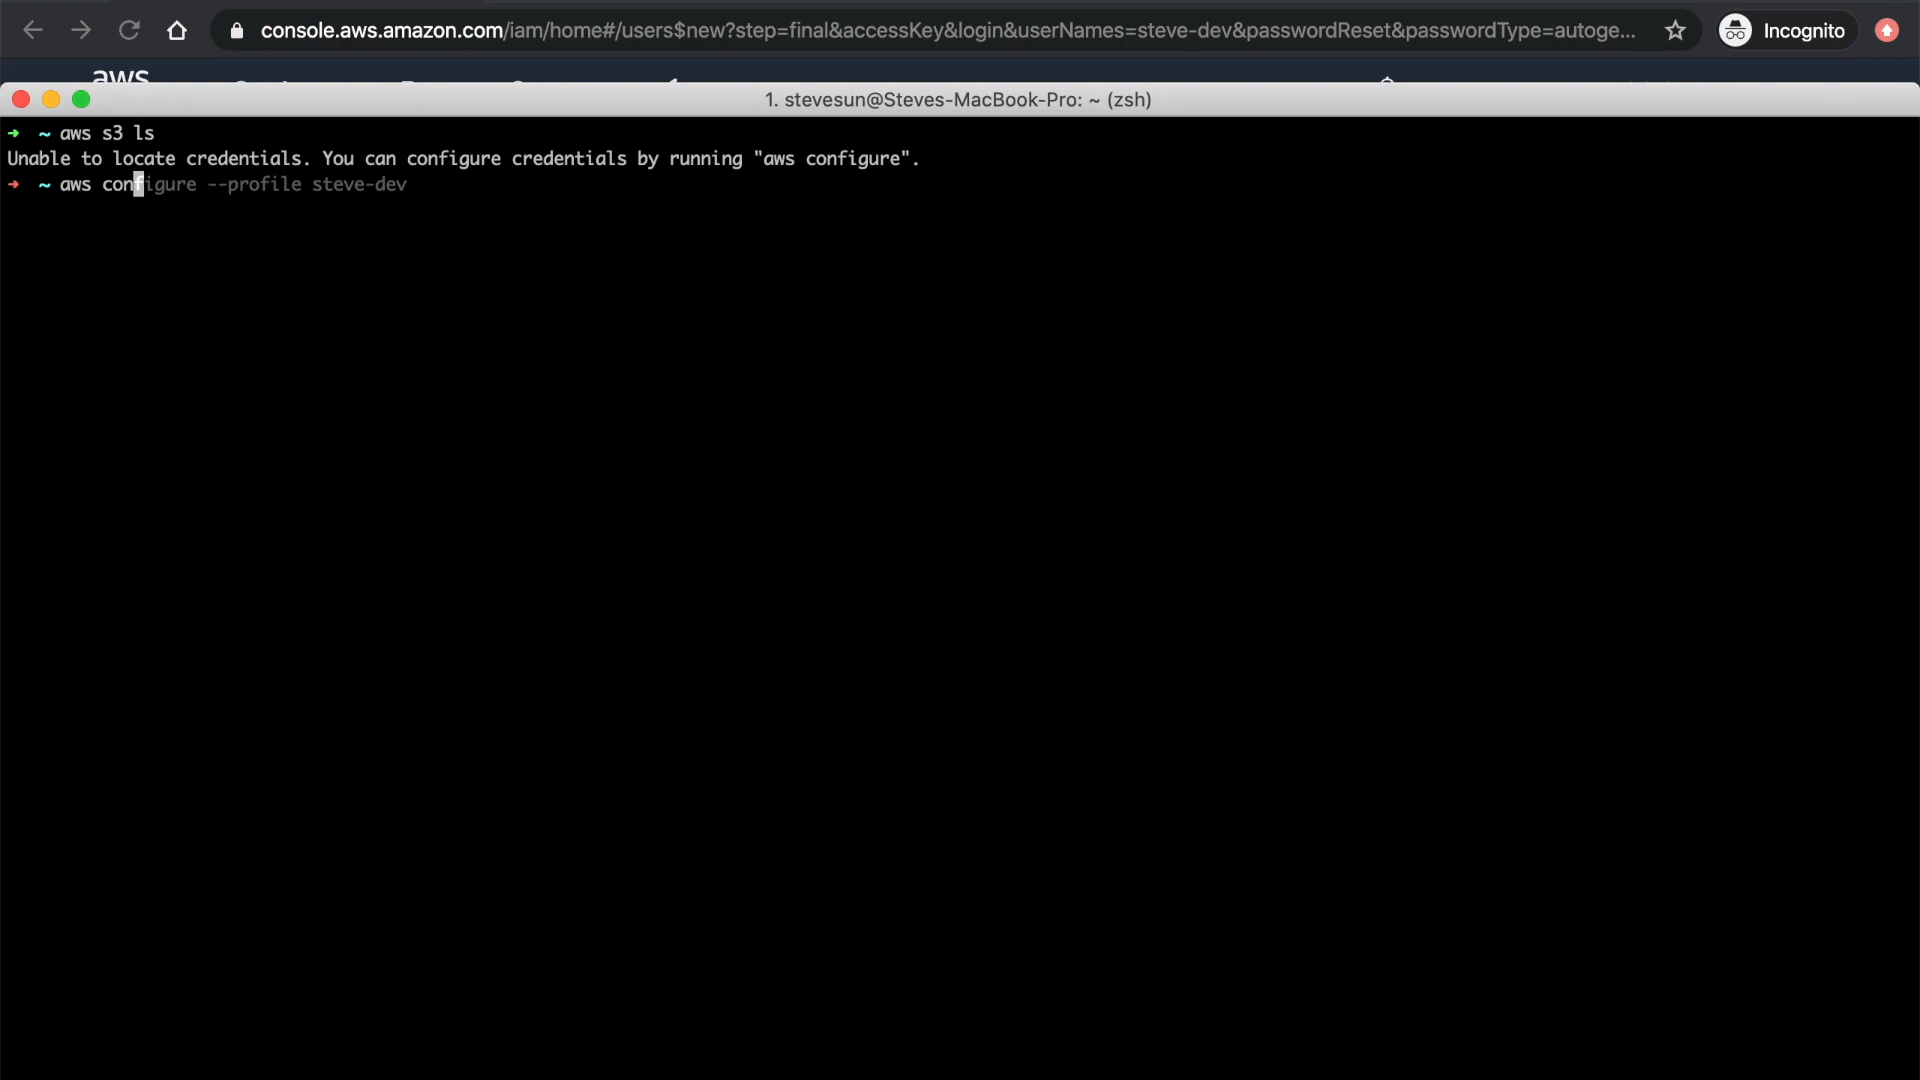 console.aws.amazon.com/iam/home#/users$new?step=final&accessKey&login&userNames=steve-dev&passwordReset&passwordType=autoge...
Incognito
aws
1. stevesun@Steves-MacBook-Pro: ~ (zsh)
➜ ~ aws s3 ls
Unable to locate credentials. You can configure credentials by running "aws configure".
➜ ~ aws configure --profile steve-dev